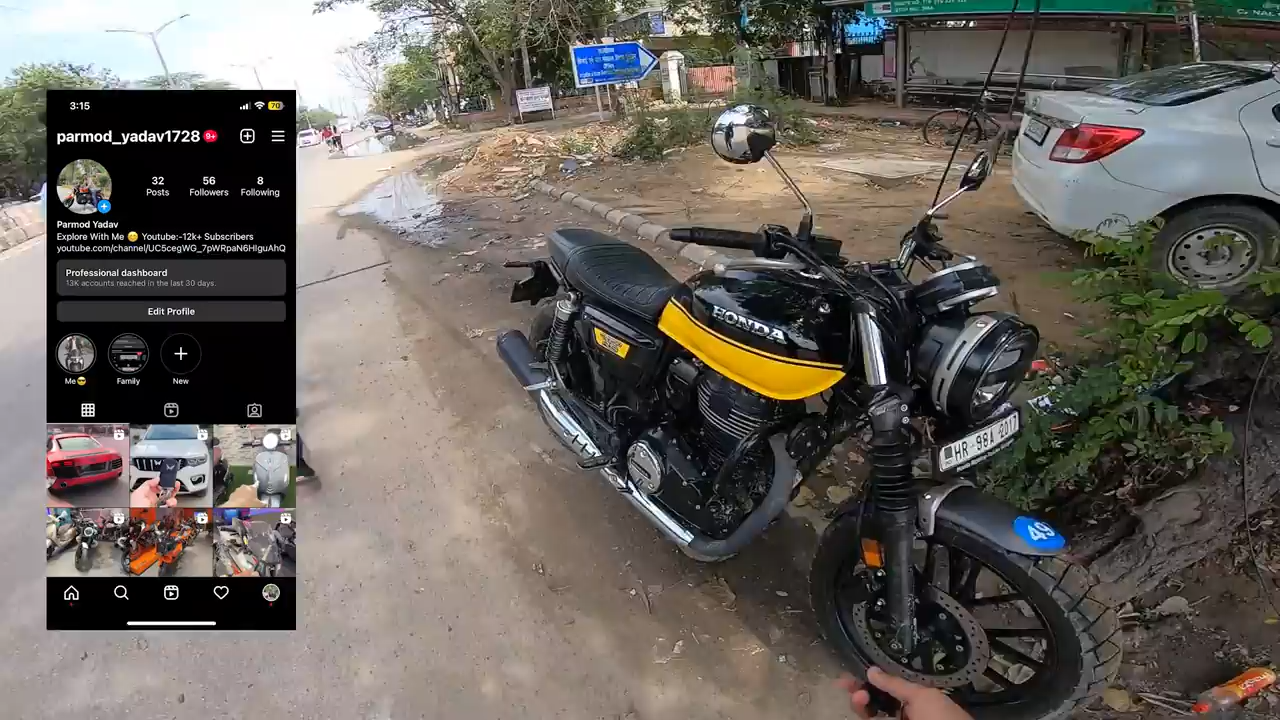 3:15
70
parmod_yadav1728 9+
32
56
8
Posts
Followers
Following
Parmod Yadav
Explore With Me 😊 Youtube:-12k+ Subscribers
youtube.com/channel/UC5cegWG_7pWRpaN6HIguAhQ
Professional dashboard
13K accounts reached in the last 30 days.
Edit Profile
Me😎
Family
New
HONDA
HR-98A-2017
49